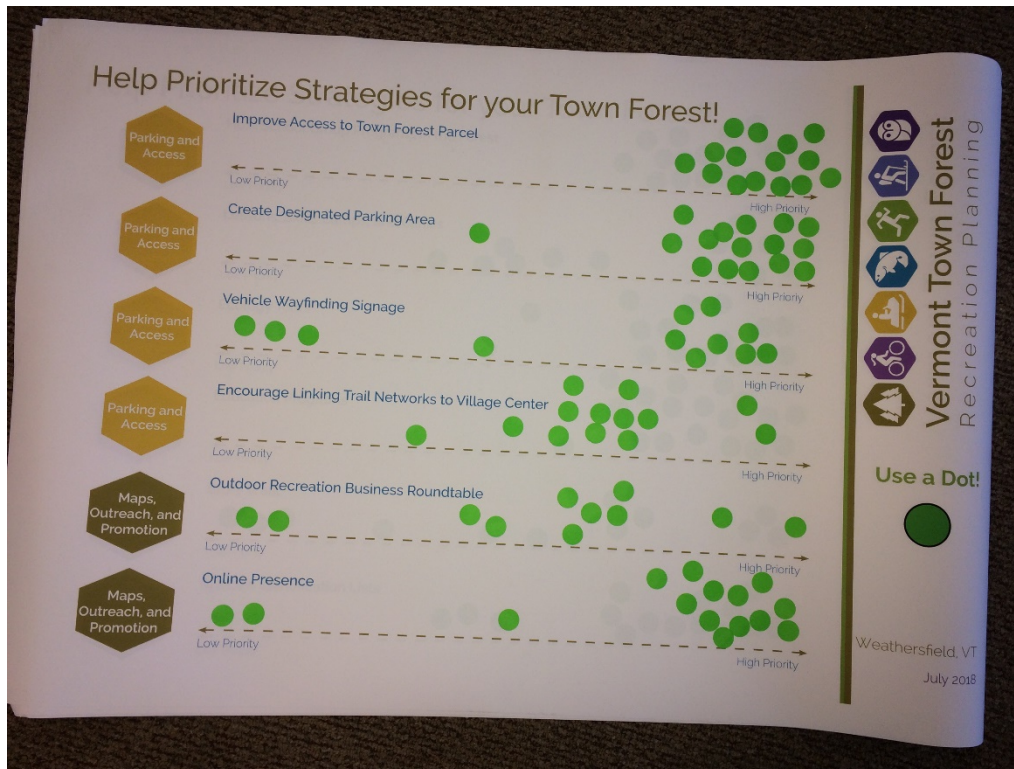 Help Prioritize Strategies for your Town Forest!
Parking and
Access
Improve Access to Town Forest Parcel
Low Priority
High Priority
Parking and
Access
Create Designated Parking Area
Low Priority
High Priority
Parking and
Access
Vehicle Wayfinding Signage
Low Priority
High Priority
Parking and
Access
Encourage Linking Trail Networks to Village Center
Low Priority
High Priority
Maps,
Outreach, and
Promotion
Outdoor Recreation Business Roundtable
Low Priority
High Priority
Maps,
Outreach, and
Promotion
Online Presence
Low Priority
High Priority
Vermont Town Forest
Recreation Planning
Use a Dot!
Weathersfield, VT
July 2018